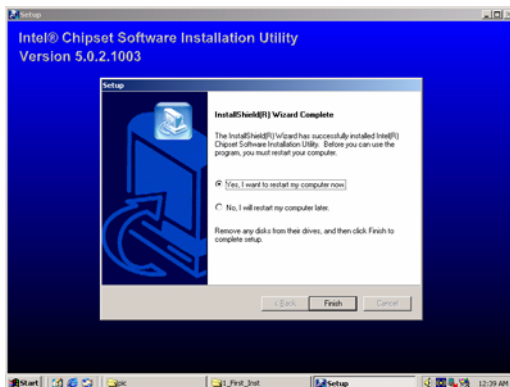 Setup
Intel® Chipset Software Installation Utility
Version 5.0.2.1003
Setup
InstallShield(R) Wizard Complete
The InstallShield(R) Wizard has successfully installed Intel(R)
Chipset Software Installation Utility. Before you can use the
program, you must restart your computer.
Yes, I want to restart my computer now.
No, I will restart my computer later.
Remove any disks from their drives, and then click Finish to
complete setup.
< Back
Finish
Cancel
Start
pic
1_First_Inst
Setup
12:39 AM